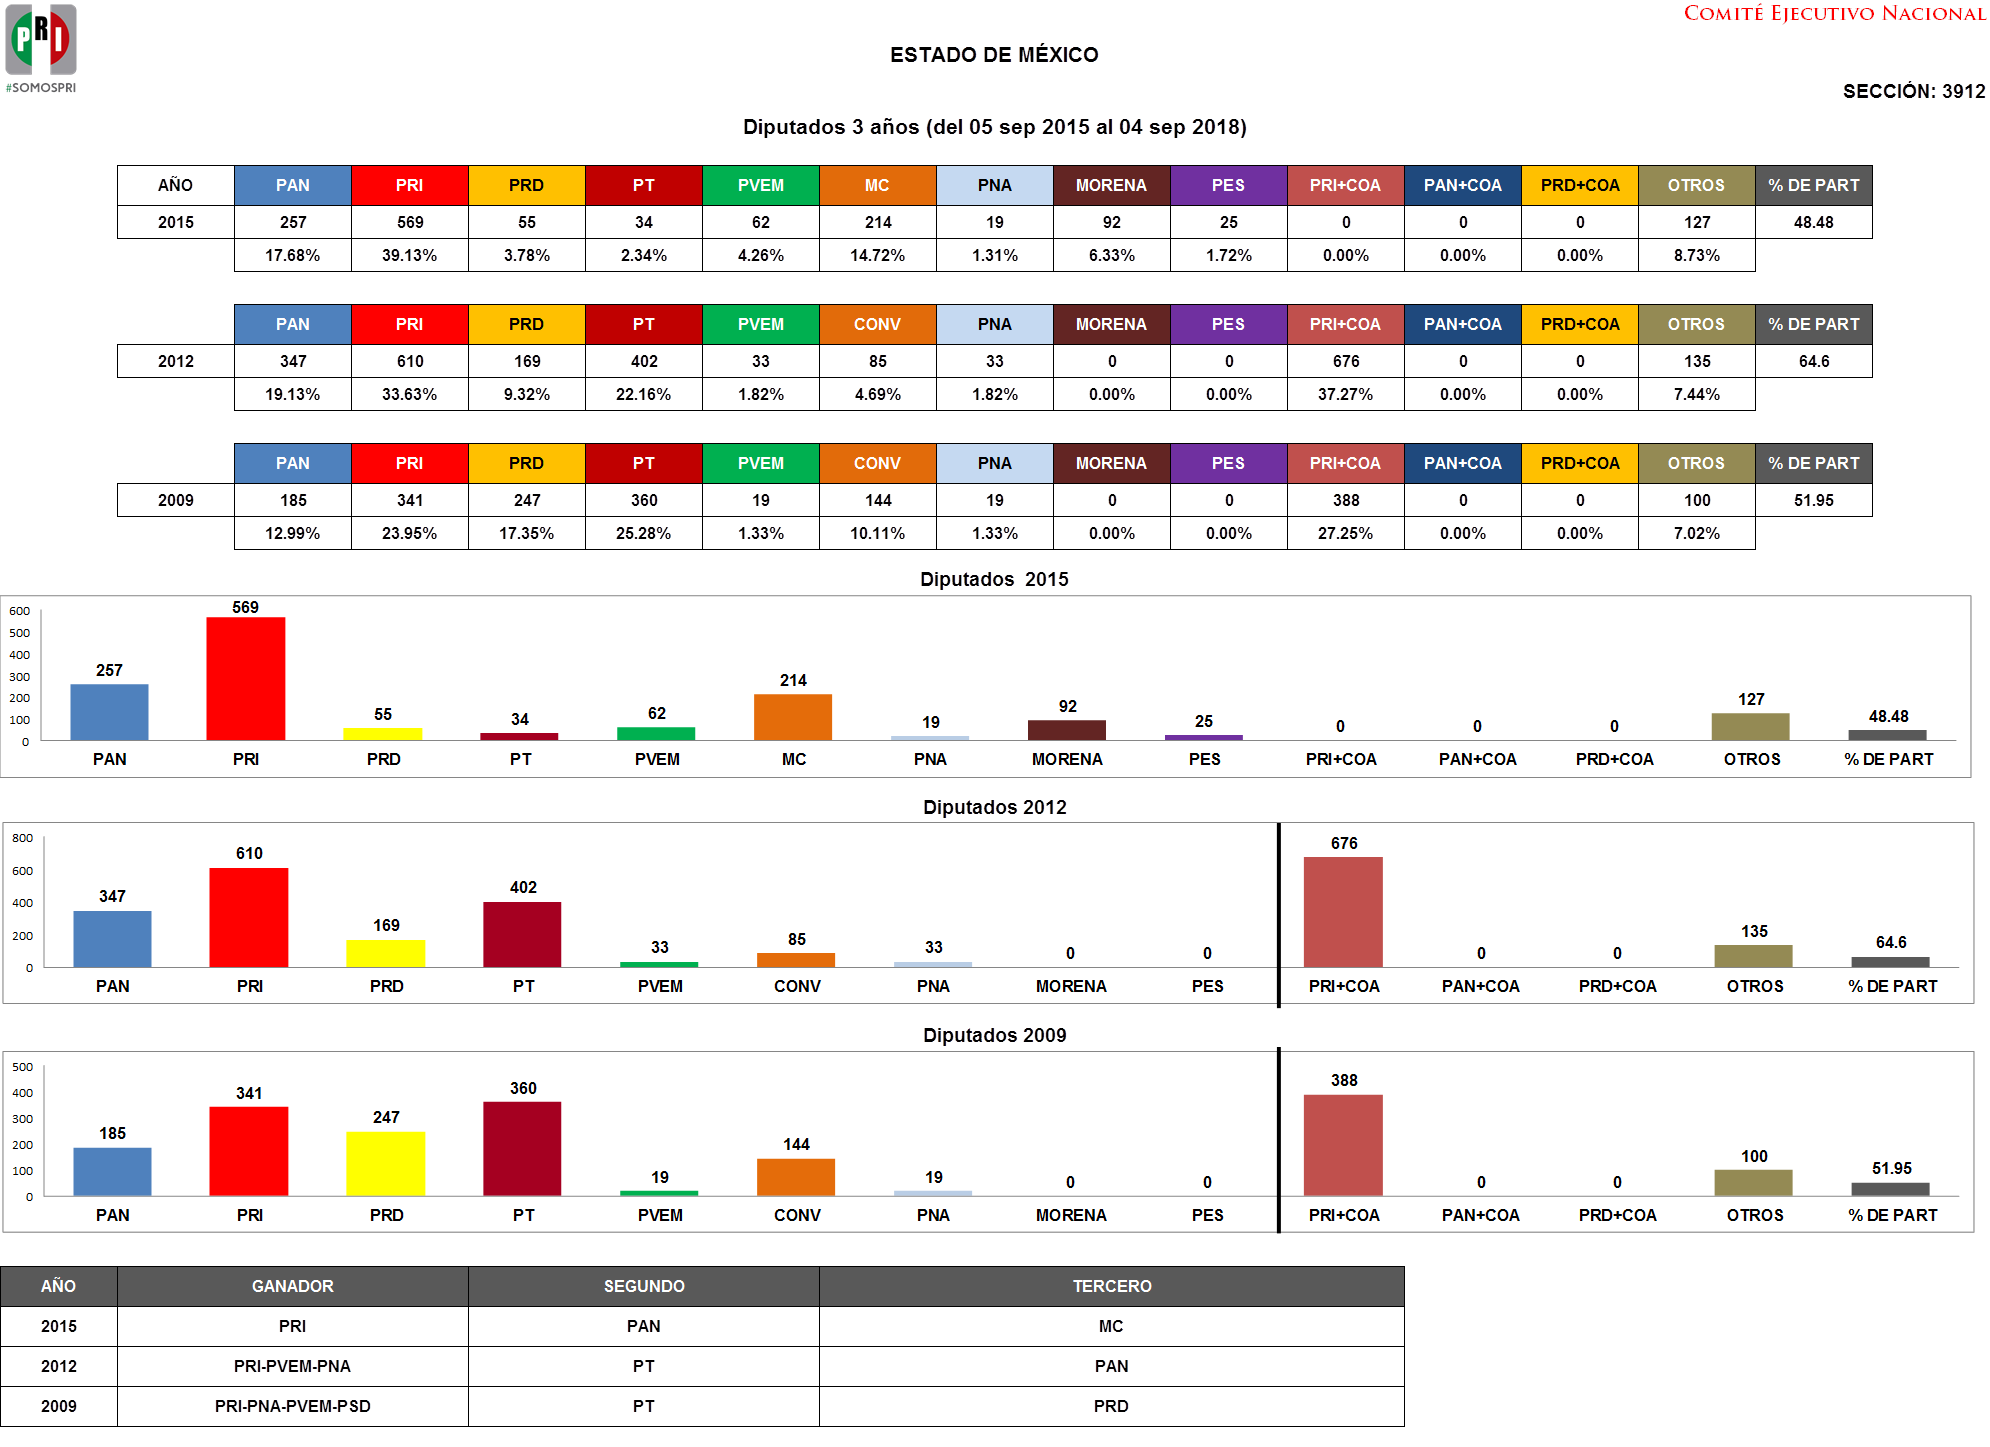 PRI
#SOMOSPRI
COMITÉ EJECUTIVO NACIONAL
ESTADO DE MÉXICO
SECCIÓN: 3912
Diputados 3 años (del 05 sep 2015 al 04 sep 2018)
AÑO PAN PRI PRD PT PVEM MC PNA MORENA PES PRI+COA PAN+COA PRD+COA OTROS % DE PART
2015 257 569 55 34 62 214 19 92 25 0 0 0 127 48.48
17.68% 39.13% 3.78% 2.34% 4.26% 14.72% 1.31% 6.33% 1.72% 0.00% 0.00% 0.00% 8.73%
PAN PRI PRD PT PVEM CONV PNA MORENA PES PRI+COA PAN+COA PRD+COA OTROS % DE PART
2012 347 610 169 402 33 85 33 0 0 676 0 0 135 64.6
19.13% 33.63% 9.32% 22.16% 1.82% 4.69% 1.82% 0.00% 0.00% 37.27% 0.00% 0.00% 7.44%
PAN PRI PRD PT PVEM CONV PNA MORENA PES PRI+COA PAN+COA PRD+COA OTROS % DE PART
2009 185 341 247 360 19 144 19 0 0 388 0 0 100 51.95
12.99% 23.95% 17.35% 25.28% 1.33% 10.11% 1.33% 0.00% 0.00% 27.25% 0.00% 0.00% 7.02%
Diputados 2015
600
500
400
300
200
100
0
257 569 55 34 62 214 19 92 25 0 0 0 127 48.48
PAN PRI PRD PT PVEM MC PNA MORENA PES PRI+COA PAN+COA PRD+COA OTROS % DE PART
Diputados 2012
800
600
400
200
0
347 610 169 402 33 85 33 0 0 676 0 0 135 64.6
PAN PRI PRD PT PVEM CONV PNA MORENA PES PRI+COA PAN+COA PRD+COA OTROS % DE PART
Diputados 2009
500
400
300
200
100
0
185 341 247 360 19 144 19 0 0 388 0 0 100 51.95
PAN PRI PRD PT PVEM CONV PNA MORENA PES PRI+COA PAN+COA PRD+COA OTROS % DE PART
AÑO GANADOR SEGUNDO TERCERO
2015 PRI PAN MC
2012 PRI-PVEM-PNA PT PAN
2009 PRI-PNA-PVEM-PSD PT PRD